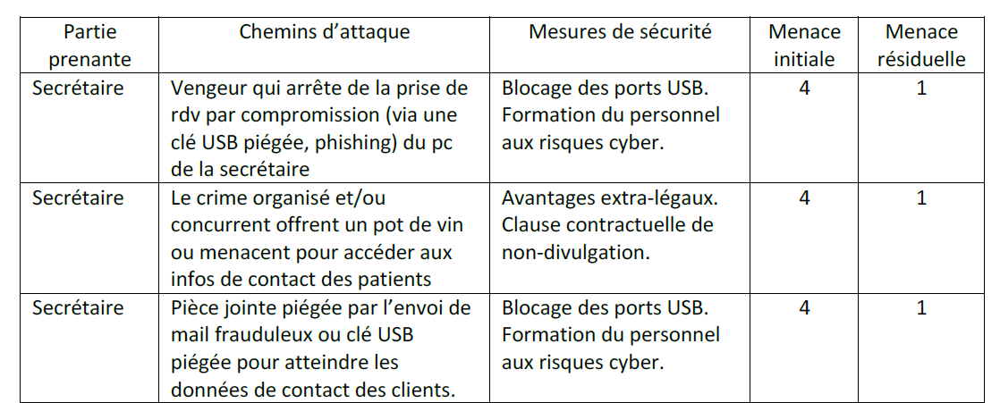 Partie prenante
Chemins d'attaque
Mesures de sécurité
Menace initiale
Menace résiduelle
Secrétaire
Vengeur qui arrête de la prise de
rdv par compromission (via une
clé USB piégée, phishing) du pc
de la secrétaire
Blocage des ports USB.
Formation du personnel
aux risques cyber.
4
1
Secrétaire
Le crime organisé et/ou
concurrent offrent un pot de vin
ou menacent pour accéder aux
infos de contact des patients
Avantages extra-légaux.
Clause contractuelle de
non-divulgation.
4
1
Secrétaire
Pièce jointe piégée par l'envoi de
mail frauduleux ou clé USB
piégée pour atteindre les
données de contact des clients.
Blocage des ports USB.
Formation du personnel
aux risques cyber.
4
1